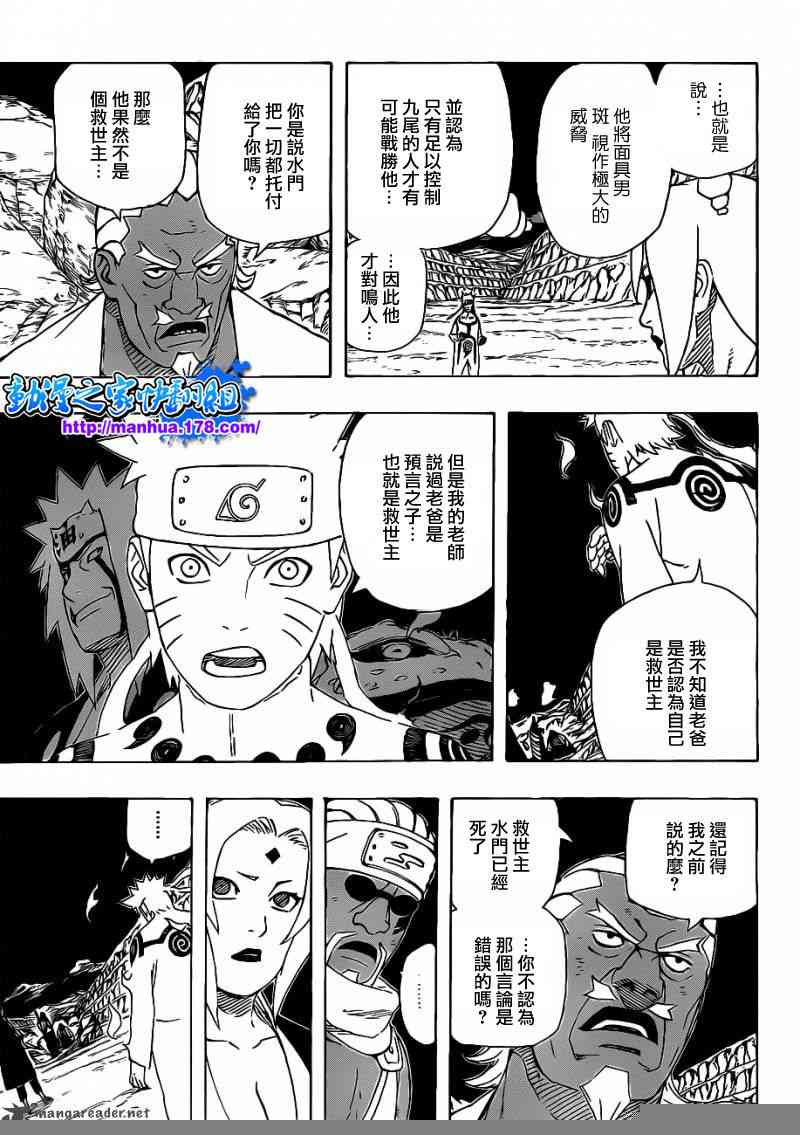 …也就是
說…
他將面具男
斑 視作極大的
威脅
並認為
只有足以控制
九尾的人才有
可能戰勝他…
…因此他
才對鳴人…
你是説水門
把一切都托付
給了你嗎?
那麼
他果然不是
個救世主…
動漫之家快翻組
http://manhua.178.com/
我不知道老爸
是否認為自己
是救世主
但是我的老師
說過老爸是
預言之子…
也就是救世主
油
還記得
我之前
說的麼?
救世主
水門已經
死了
…你不認為
那個言論是
錯誤的嗎?
……
……
mangareader.net